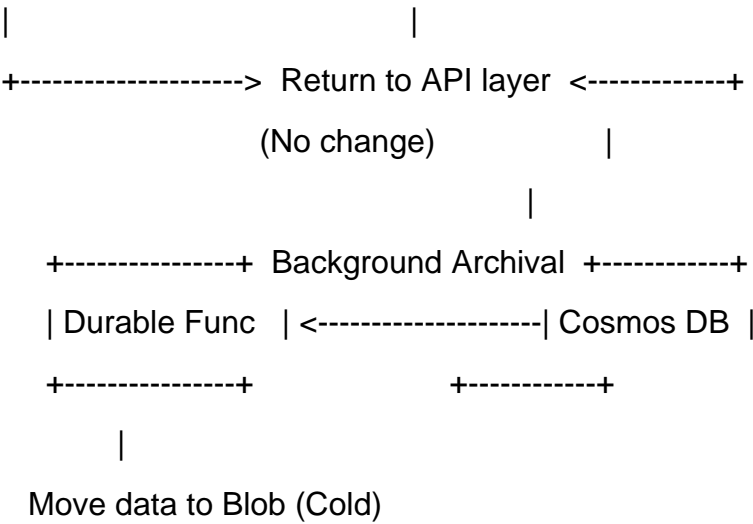 |                                          |
+---------------------> Return to API layer <-------------+
(No change)                  |
|
+----------------+ Background Archival +------------+
| Durable Func | <---------------------| Cosmos DB |
+----------------+                     +------------+
|
Move data to Blob (Cold)